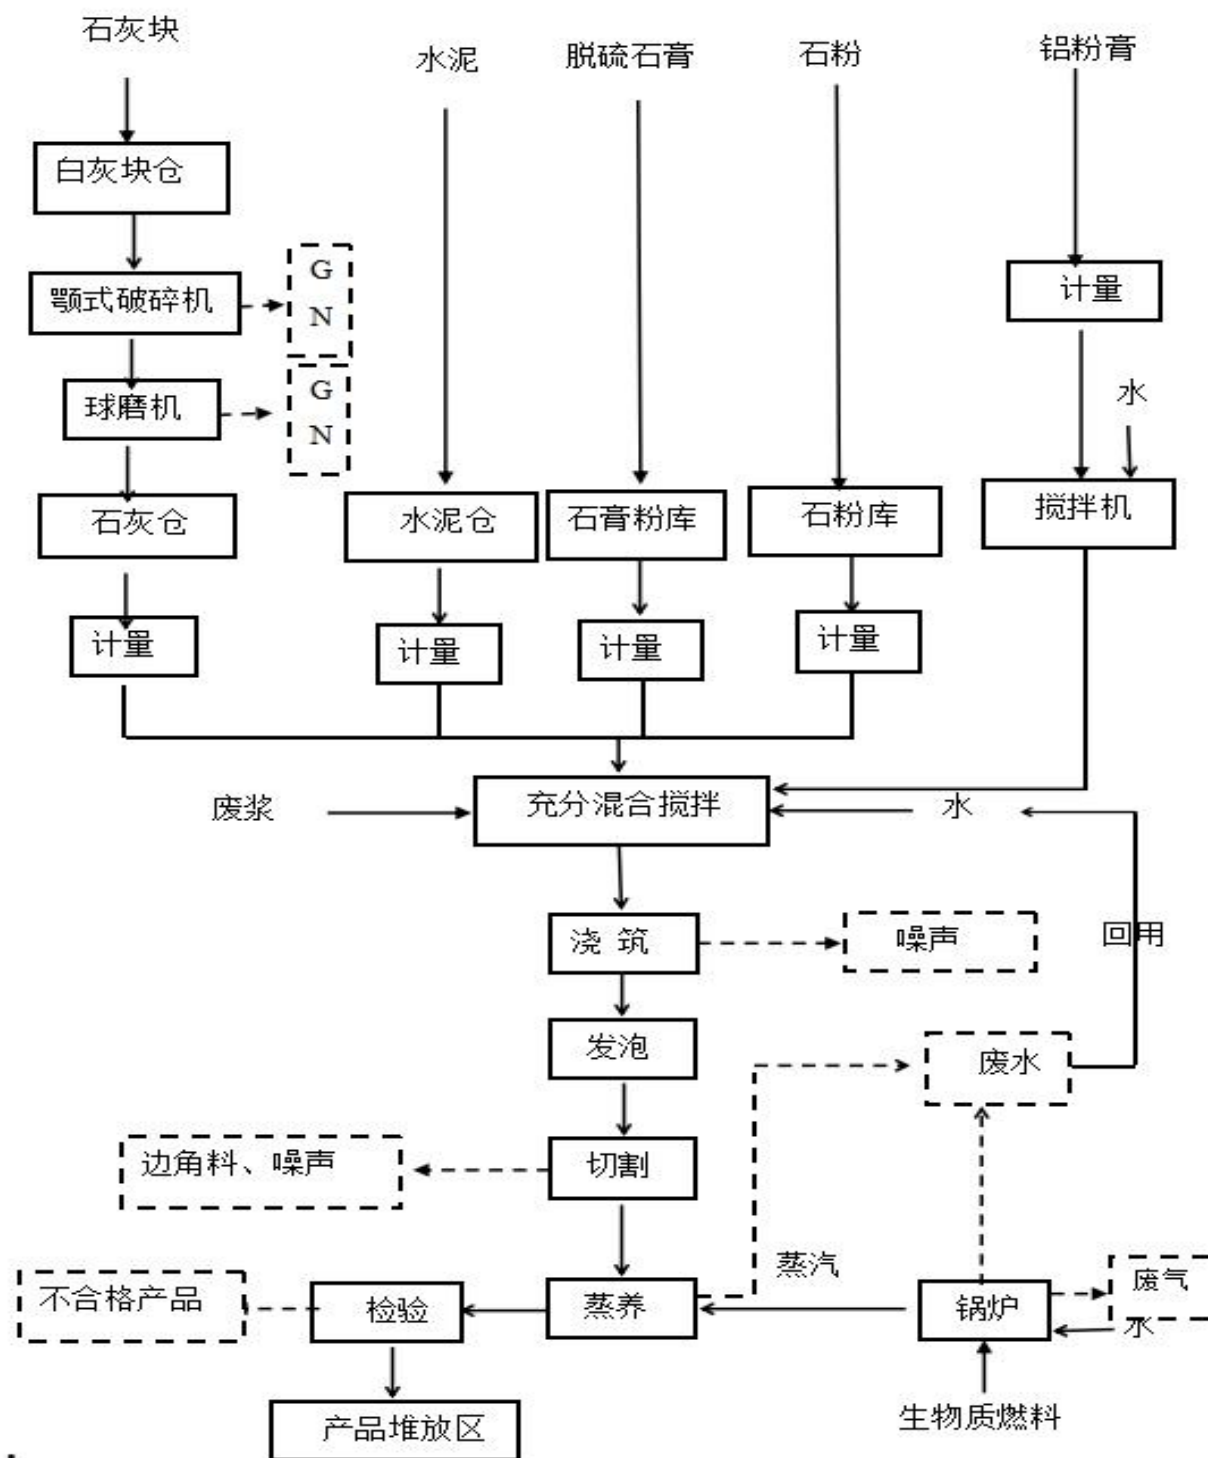 石灰块
水泥
脱硫石膏
石粉
铝粉膏
白灰块仓
颚式破碎机
G
N
计量
球磨机
G
N
水
石灰仓
水泥仓
石膏粉库
石粉库
搅拌机
计量
计量
计量
计量
废浆
充分混合搅拌
水
浇 筑
噪声
回用
发泡
废水
边角料、噪声
切割
蒸汽
不合格产品
检验
蒸养
锅炉
废气
水
产品堆放区
生物质燃料